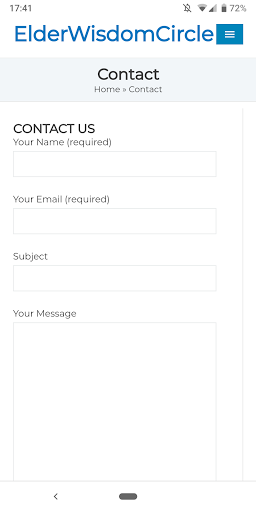 17:41
72%
ElderWisdomCircle
Contact
Home » Contact
CONTACT US
Your Name (required)
Your Email (required)
Subject
Your Message